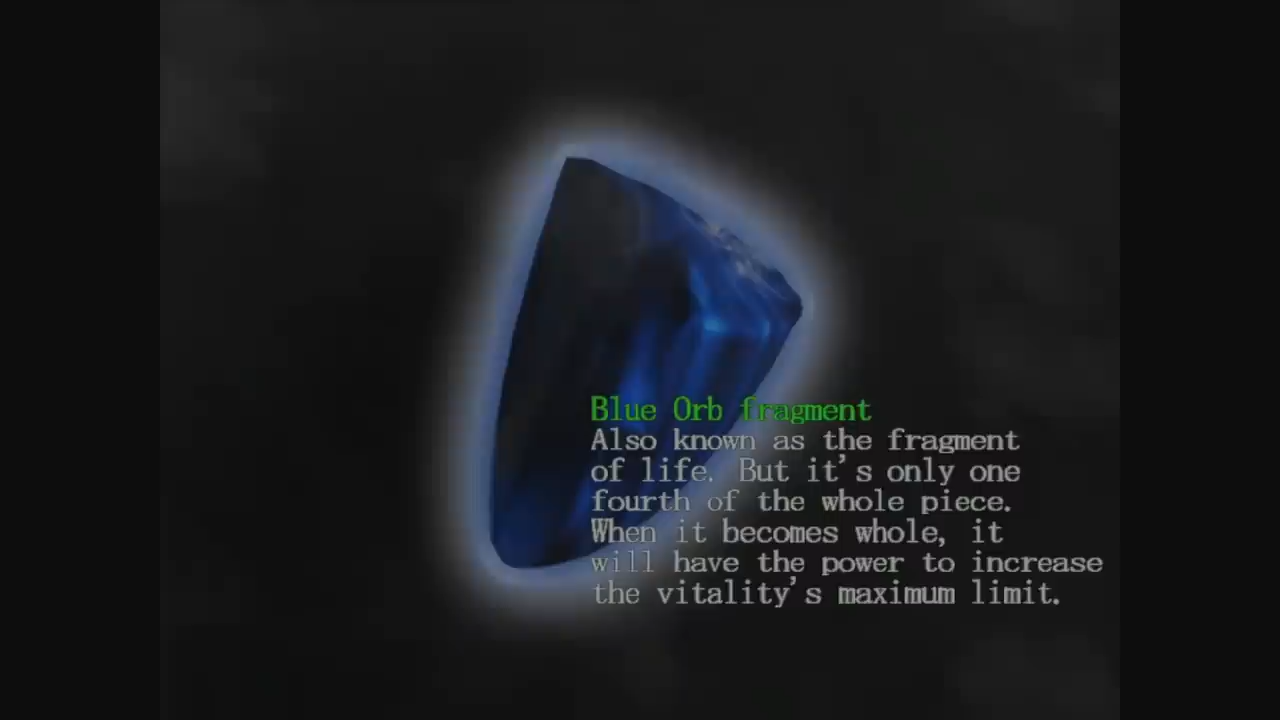 Blue Orb fragment
Also known as the fragment
of life. But it's only one
fourth of the whole piece.
When it becomes whole, it
will have the power to increase
the vitality's maximum limit.